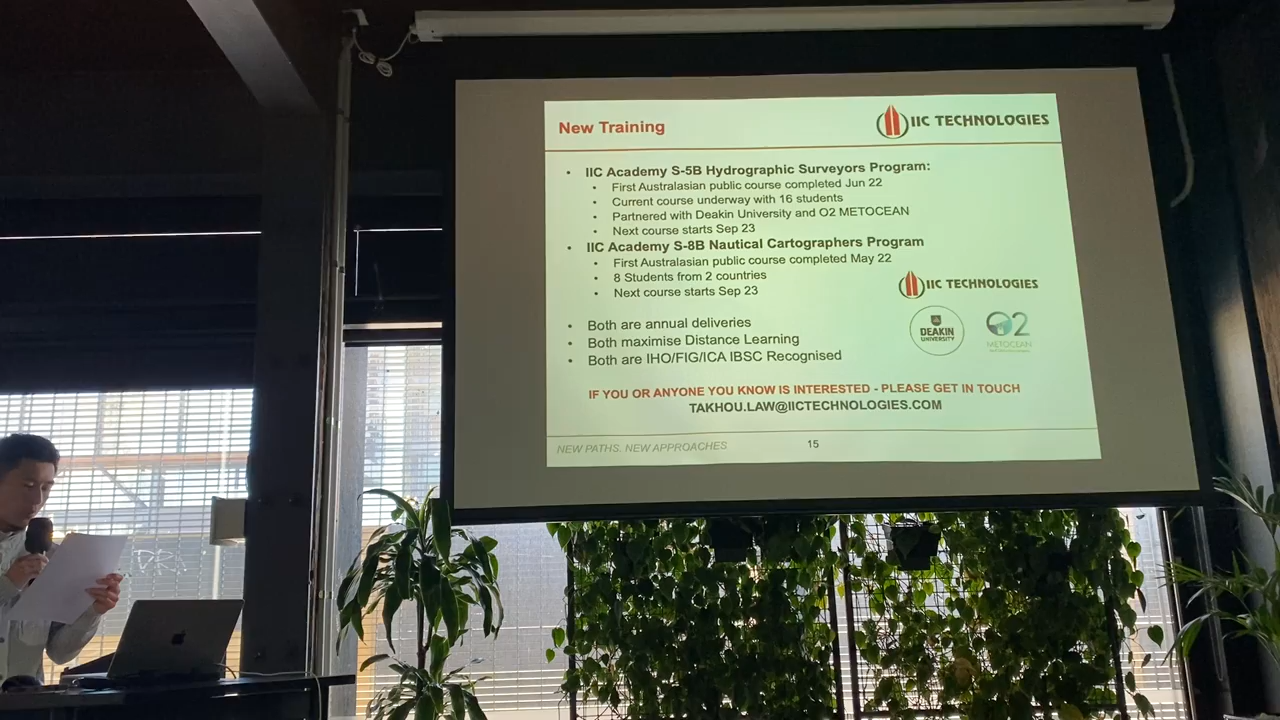 New Training
IIC TECHNOLOGIES
• IIC Academy S-5B Hydrographic Surveyors Program:
• First Australasian public course completed Jun 22
• Current course underway with 16 students
• Partnered with Deakin University and O2 METOCEAN
• Next course starts Sep 23
• IIC Academy S-8B Nautical Cartographers Program
• First Australasian public course completed May 22
• 8 Students from 2 countries
• Next course starts Sep 23
IIC TECHNOLOGIES
• Both are annual deliveries
• Both maximise Distance Learning
• Both are IHO/FIG/ICA IBSC Recognised
DEAKIN
UNIVERSITY
O2
METOCEAN
IF YOU OR ANYONE YOU KNOW IS INTERESTED - PLEASE GET IN TOUCH
TAKHOU.LAW@IICTECHNOLOGIES.COM
NEW PATHS. NEW APPROACHES
15